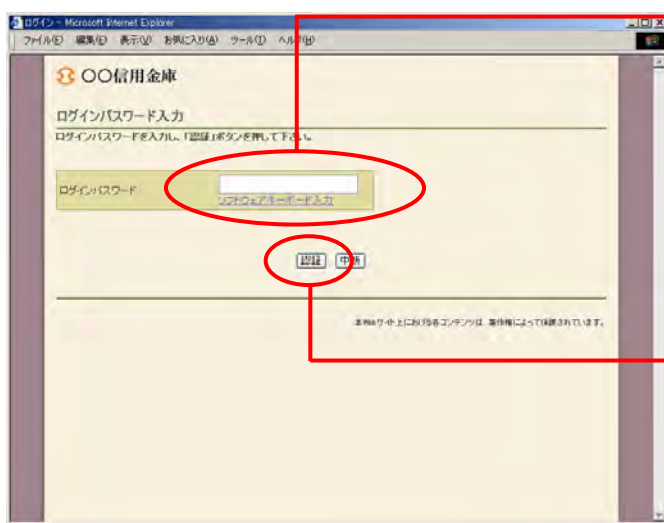 ログイン - Microsoft Internet Explorer
ファイル(F) 編集(E) 表示(V) お気に入り(A) ツール(T) ヘルプ(H)
〇〇信用金庫
ログインパスワード入力
ログインパスワードを入力し、「認証」ボタンを押して下さい。
ログインパスワード
ソフトウェアキーボード入力
認証 中断
本Webサイト上における各コンテンツは、著作権によって保護されています。